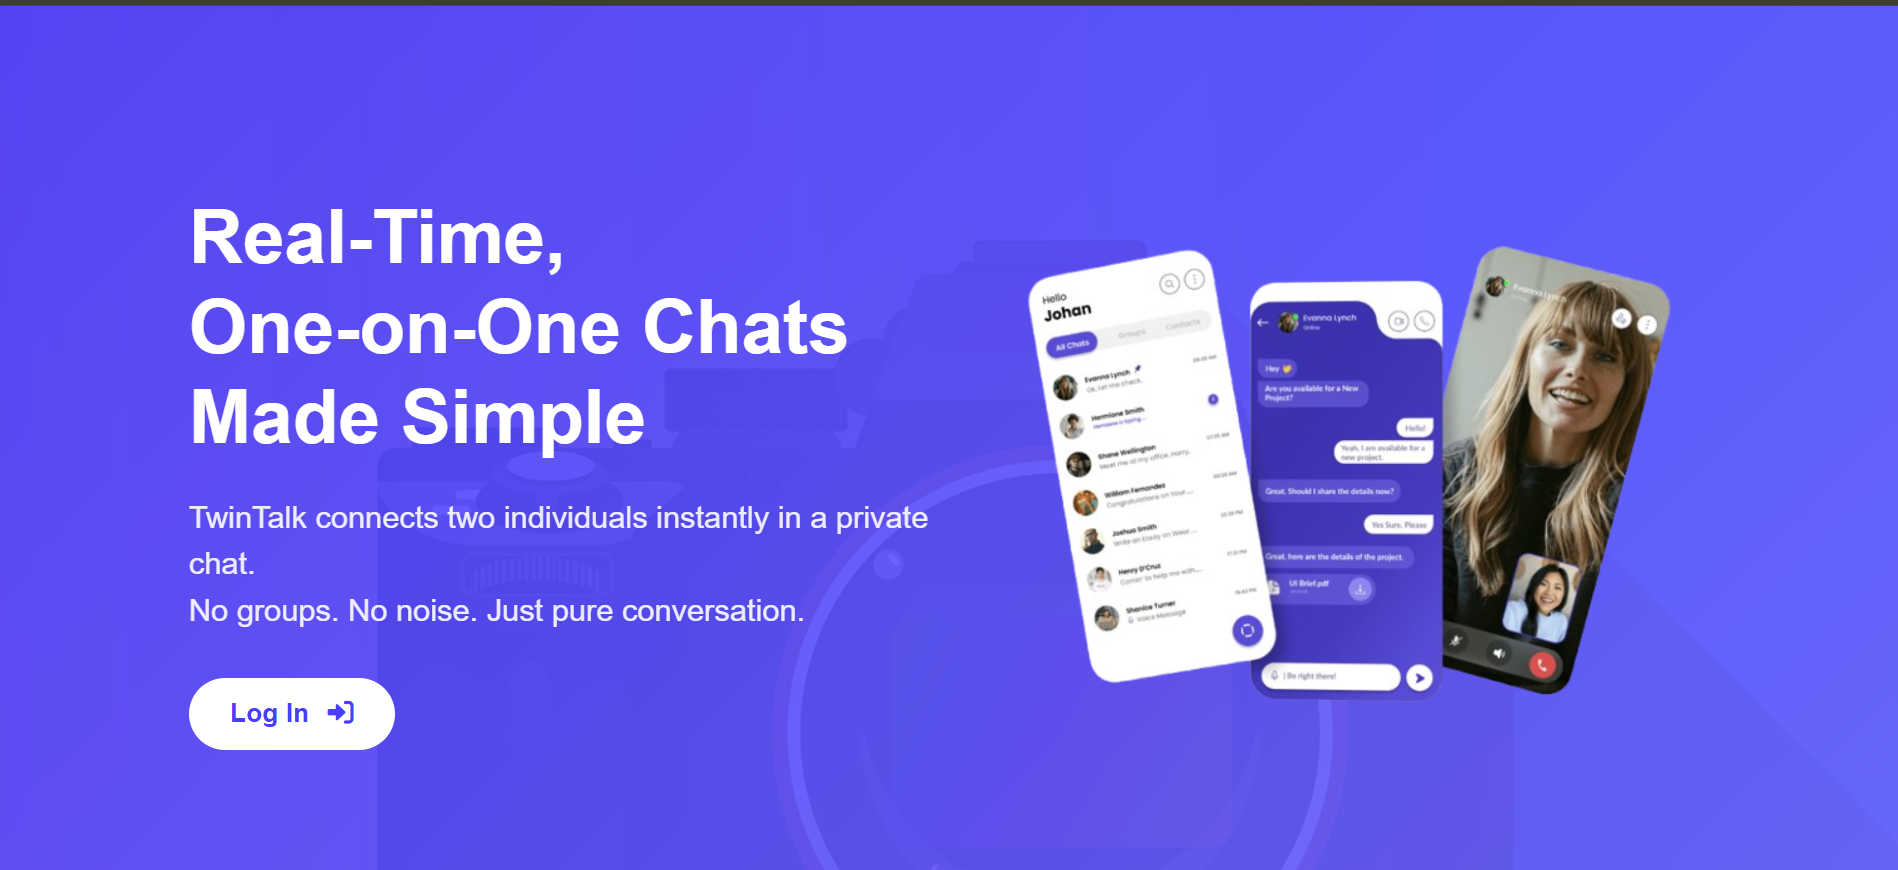 Real-Time,
One-on-One Chats
Made Simple
TwinTalk connects two individuals instantly in a private
chat.
No groups. No noise. Just pure conversation.
Log In
Hello
Johan
All Chats
Groups
Contacts
Evanna Lynch
Ok, Let me check.
Hermione Smith
Hermione is typing...
Shane Wellington
Meet me at my office. Harry.
William Fernandez
Congratulations on Your....
Joshua Smith
Write an Essay on Wear....
Henry D'Cruz
Comin' to help me with....
Shanice Turner
Voice Message
Evanna Lynch
Online
Hey
Are you available for a New
Project?
Hello!
Yeah, I am available for a
new project.
Great. Should I share the details now?
Yes Sure, Please
Great, here are the details of the project.
UI Brief.pdf
Be right there!
Evanna Lynch